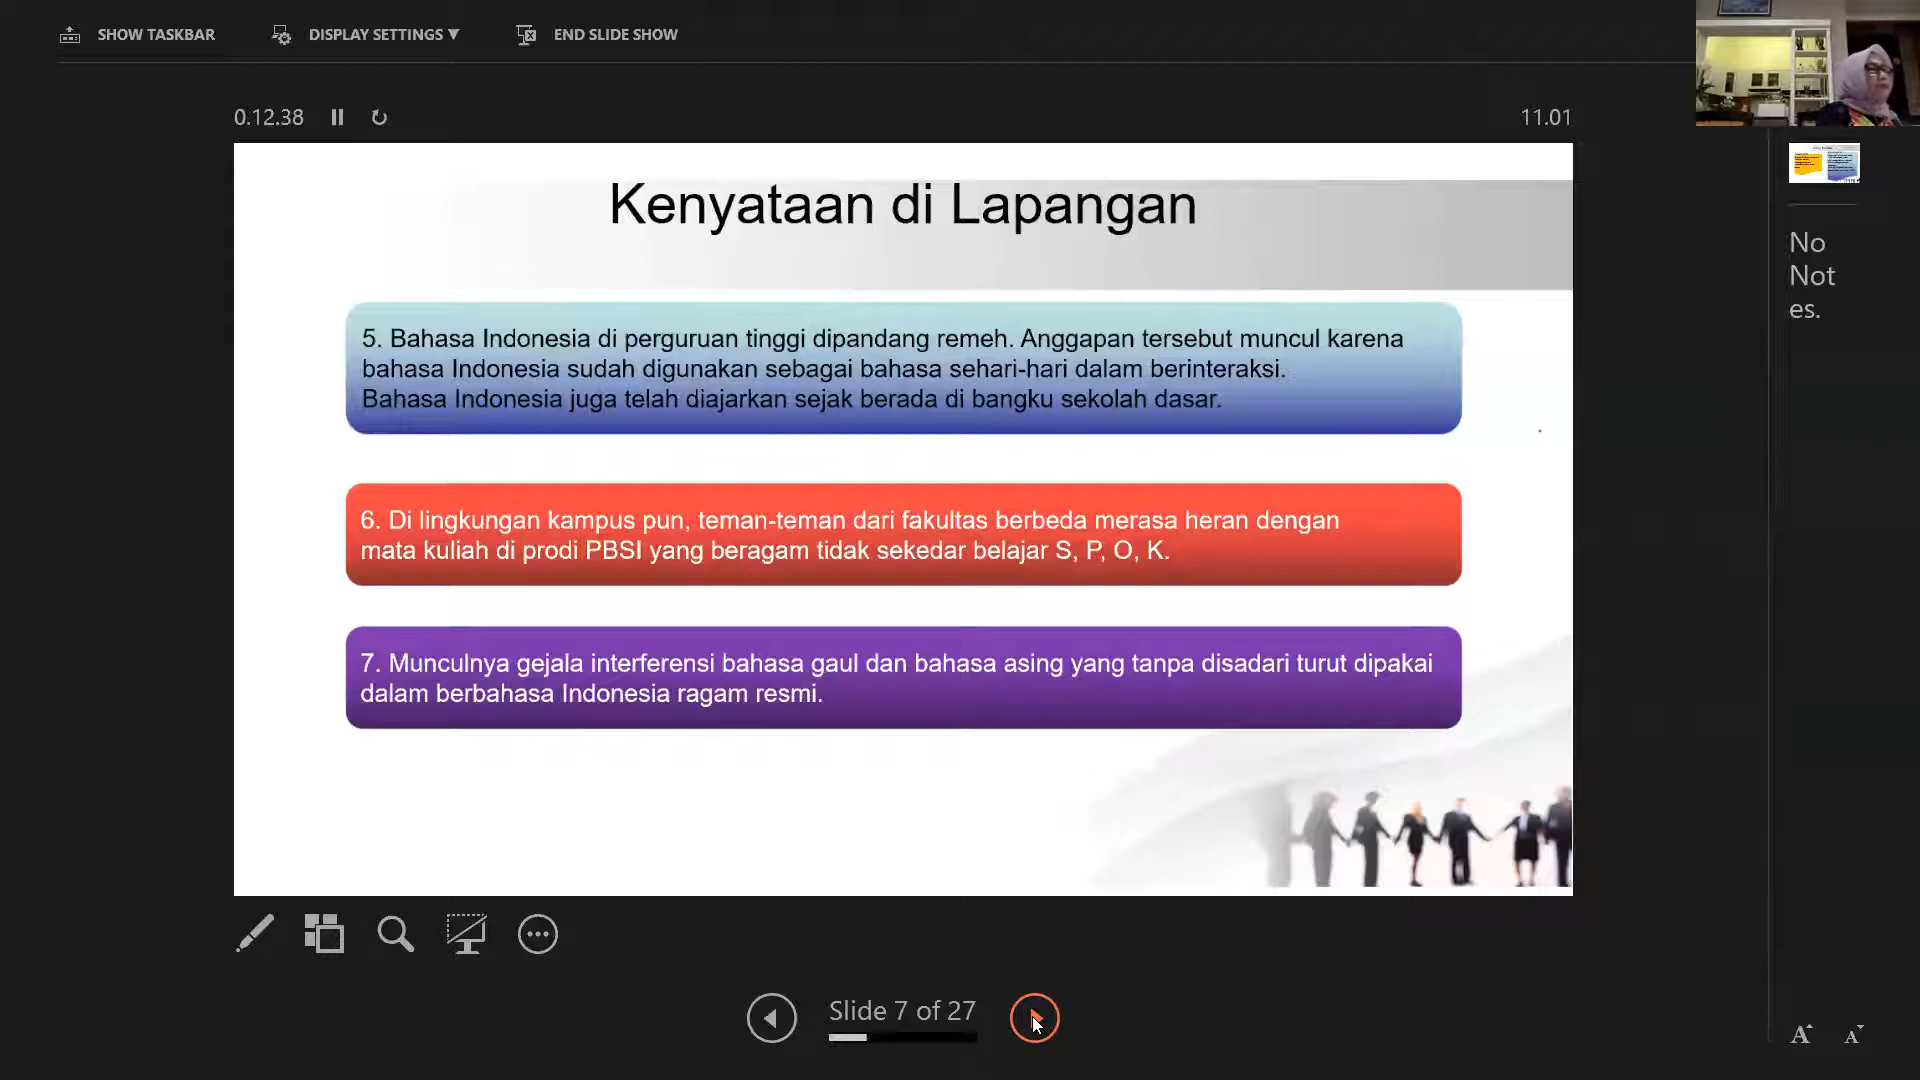 SHOW TASKBAR
DISPLAY SETTINGS ▼
END SLIDE SHOW
0.12.38
11.01
Kenyataan di Lapangan
5. Bahasa Indonesia di perguruan tinggi dipandang remeh. Anggapan tersebut muncul karena
bahasa Indonesia sudah digunakan sebagai bahasa sehari-hari dalam berinteraksi.
Bahasa Indonesia juga telah diajarkan sejak berada di bangku sekolah dasar.
6. Di lingkungan kampus pun, teman-teman dari fakultas berbeda merasa heran dengan
mata kuliah di prodi PBSI yang beragam tidak sekedar belajar S, P, O, K.
7. Munculnya gejala interferensi bahasa gaul dan bahasa asing yang tanpa disadari turut dipakai
dalam berbahasa Indonesia ragam resmi.
No
Not
es.
Slide 7 of 27
A A